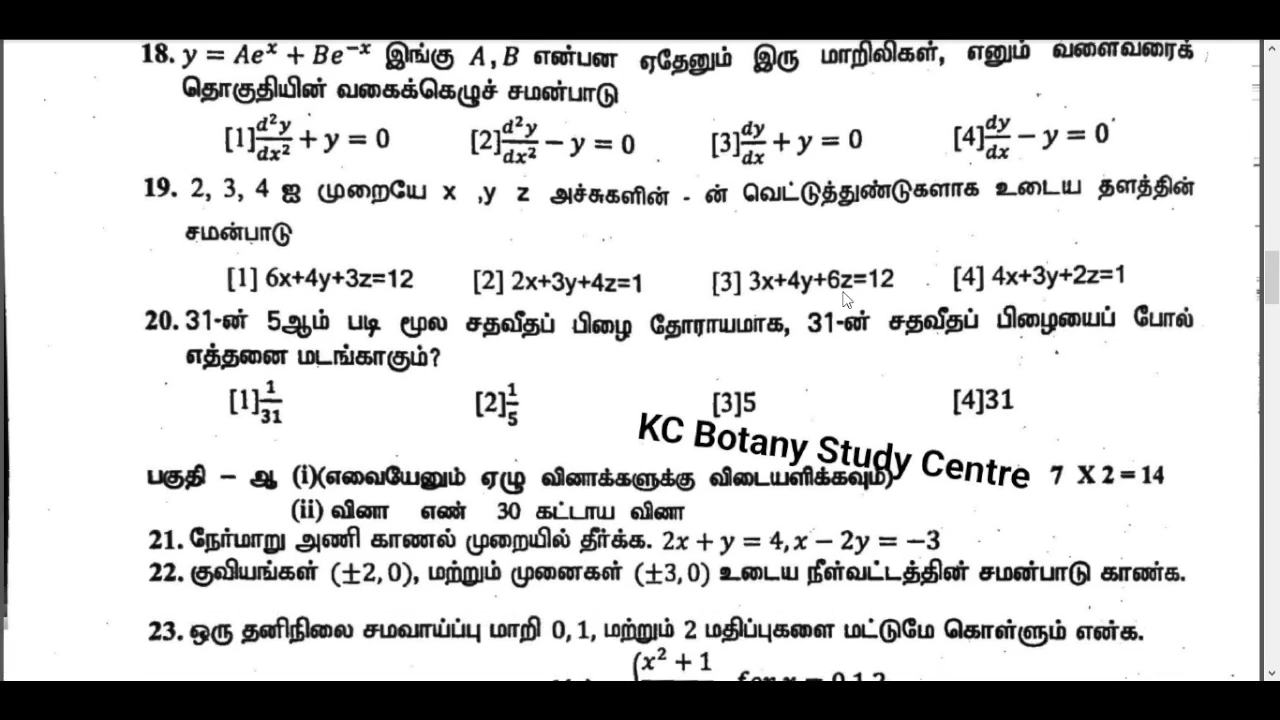 18. y = Ae^x + Be^−x இங்கு A, B என்பன ஏதேனும் இரு மாறிலிகள், எனும் வளைவரைத்
தொகுதியின் வகைக்கெழுச் சமன்பாடு
[1] d²y/dx² + y = 0 [2] d²y/dx² − y = 0 [3] dy/dx + y = 0 [4] dy/dx − y = 0
19. 2, 3, 4 ஐ முறையே x ,y z அச்சுகளின் - ன் வெட்டுத்துண்டுகளாக உடைய தளத்தின்
சமன்பாடு
[1] 6x+4y+3z=12 [2] 2x+3y+4z=1 [3] 3x+4y+6z=12 [4] 4x+3y+2z=1
20. 31-ன் 5ஆம் படி மூல சதவீதப் பிழை தோராயமாக, 31-ன் சதவீதப் பிழையைப் போல்
எத்தனை மடங்காகும்?
[1] 1/31 [2] 1/5 [3]5 [4]31
KC Botany Study Centre
பகுதி – ஆ (i)(எவையேனும் ஏழு வினாக்களுக்கு விடையளிக்கவும்) 7 X 2 = 14
(ii) வினா எண் 30 கட்டாய வினா
21. நேர்மாறு அணி காணல் முறையில் தீர்க்க. 2x + y = 4, x − 2y = −3
22. குவியங்கள் (±2, 0), மற்றும் முனைகள் (±3, 0) உடைய நீள்வட்டத்தின் சமன்பாடு காண்க.
23. ஒரு தனிநிலை சமவாய்ப்பு மாறி 0, 1, மற்றும் 2 மதிப்புகளை மட்டுமே கொள்ளும் என்க.
x² + 1